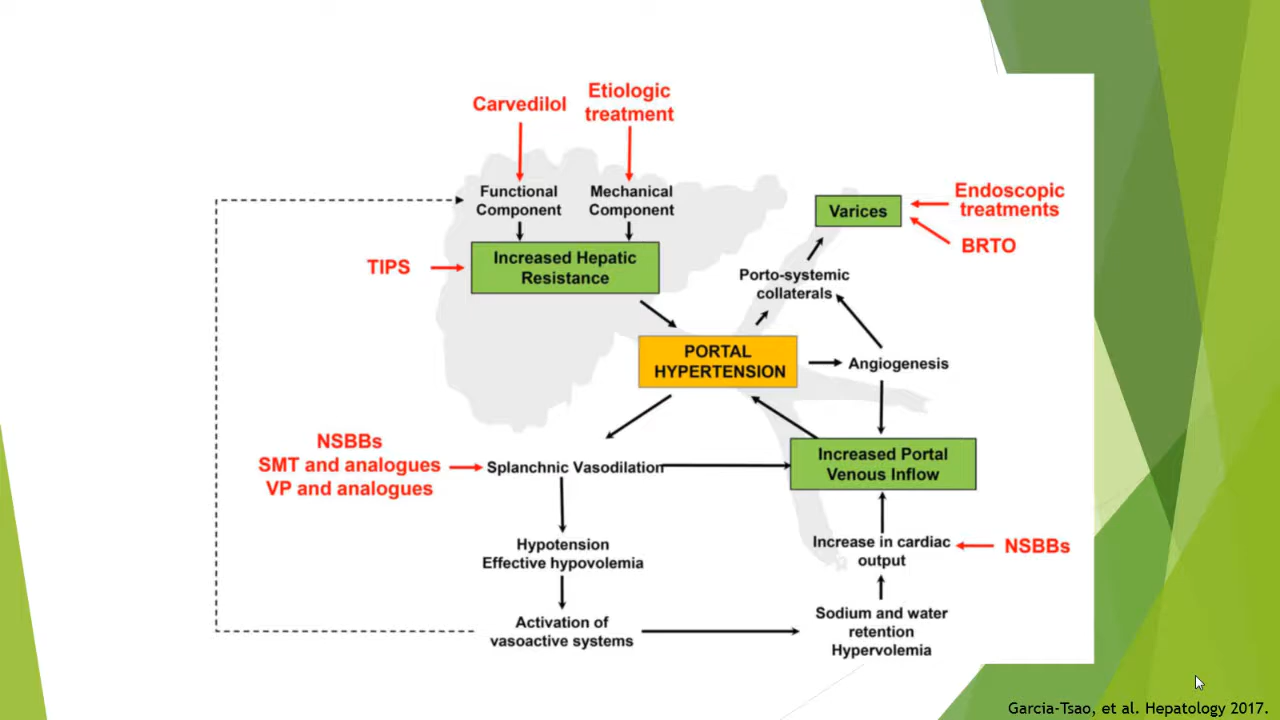 Carvedilol
Etiologic
treatment
Functional
Component
Mechanical
Component
Varices
Endoscopic
treatments
BRTO
TIPS
Increased Hepatic
Resistance
Porto-systemic
collaterals
PORTAL
HYPERTENSION
Angiogenesis
NSBBs
SMT and analogues
VP and analogues
Splanchnic Vasodilation
Increased Portal
Venous Inflow
Hypotension
Effective hypovolemia
Increase in cardiac
output
NSBBs
Activation of
vasoactive systems
Sodium and water
retention
Hypervolemia
Garcia-Tsao, et al. Hepatology 2017.